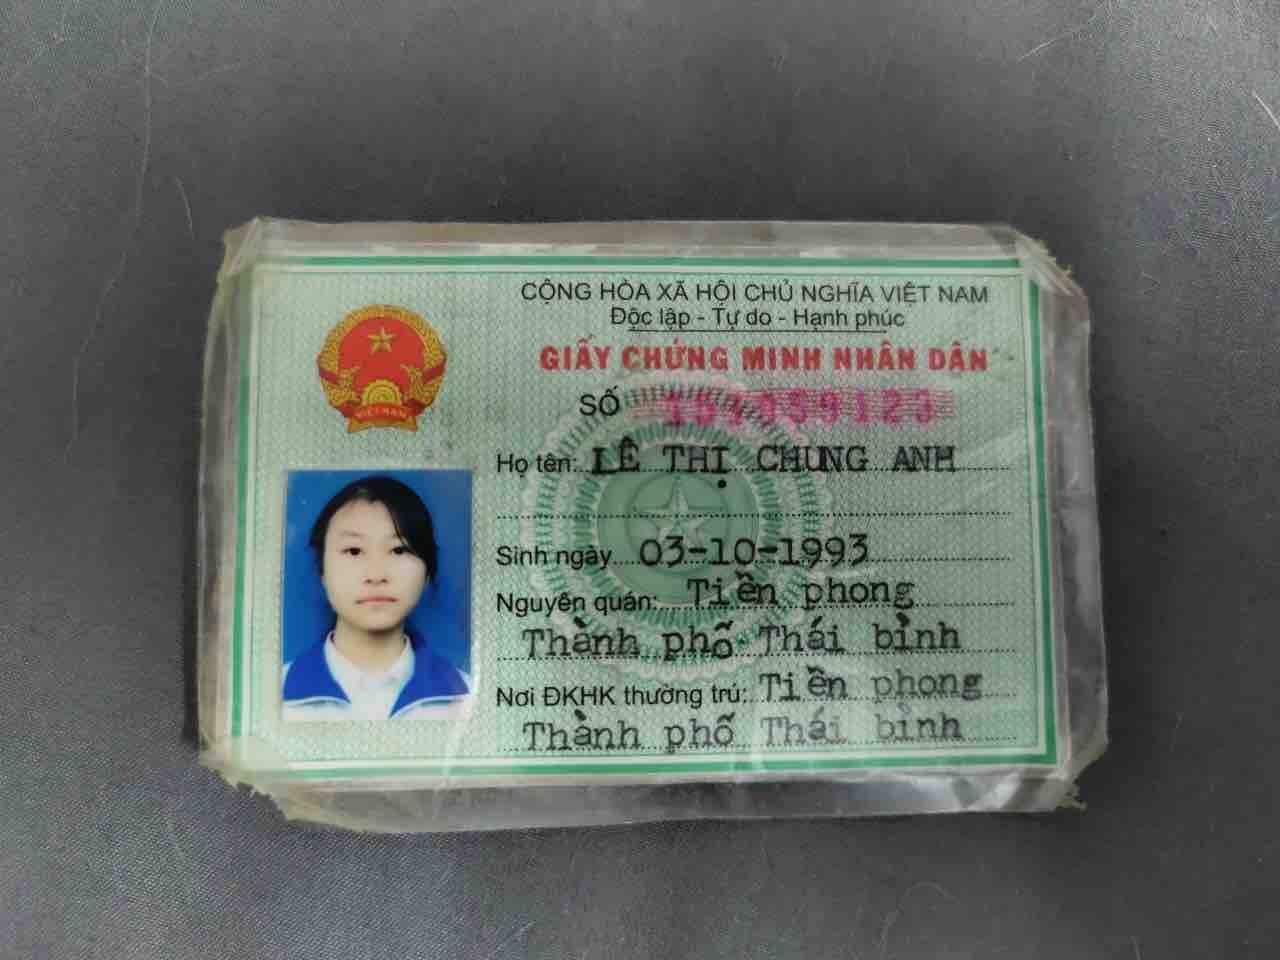 CỘNG HÒA XÃ HỘI CHỦ NGHĨA VIỆT NAM
Độc lập - Tự do - Hạnh phúc
GIẤY CHỨNG MINH NHÂN DÂN
SỐ
VIETNAM
Họ tên: LÊ THỊ CHUNG ANH
Sinh ngày 03-10-1993
Nguyên quán: Tiền phong
Thành phố Thái bình
Nơi ĐKHK thường trú: Tiền phong
Thành phố Thái bình